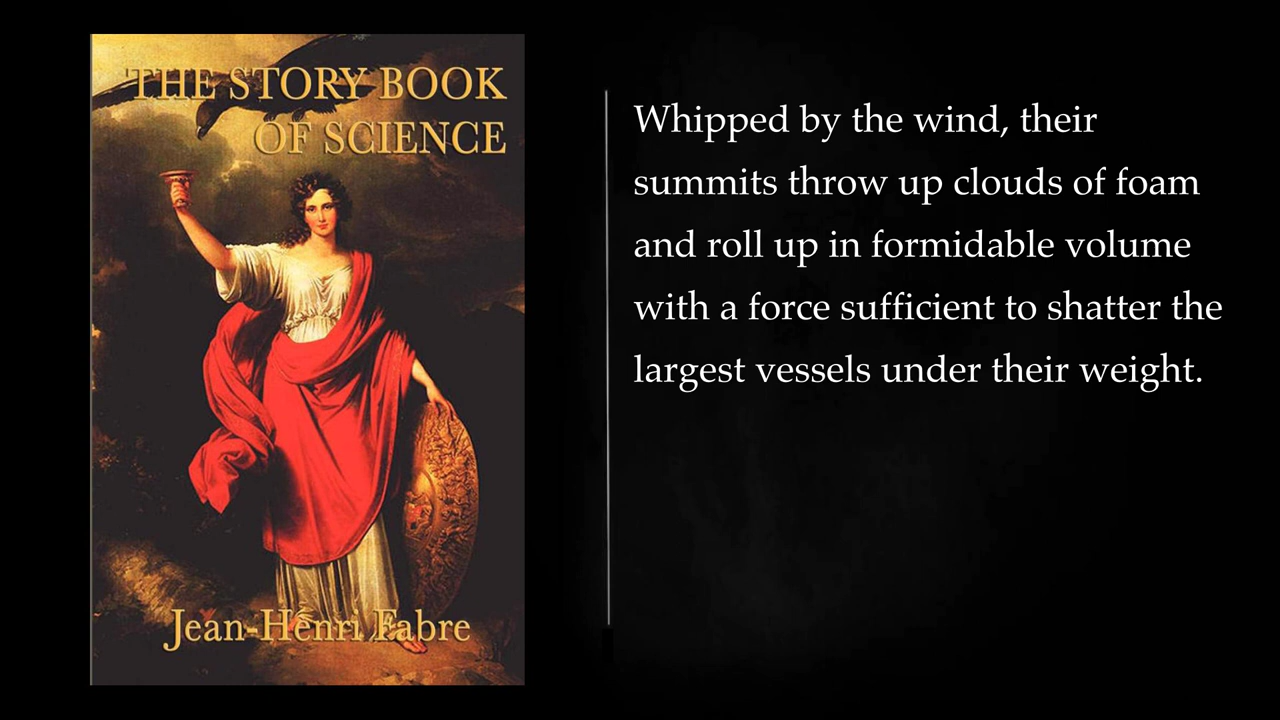 THE STORY BOOK
OF SCIENCE
Jean-Henri Fabre
Whipped by the wind, their
summits throw up clouds of foam
and roll up in formidable volume
with a force sufficient to shatter the
largest vessels under their weight.